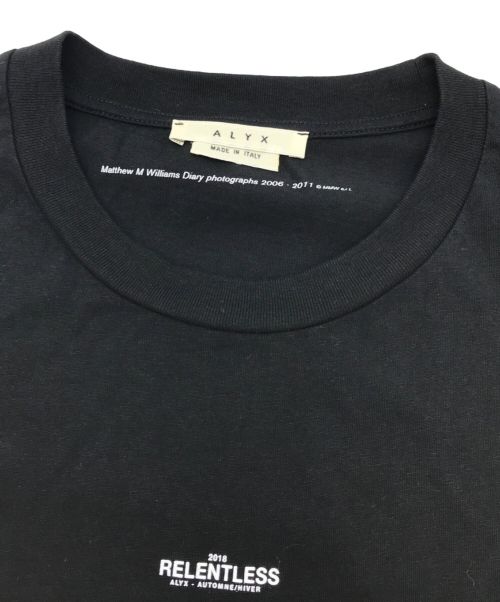 ALYX
MADE IN ITALY
Matthew M Williams Diary photographs 2006 - 2011 ©
2018
RELENTLESS
ALYX - AUTOMNE/HIVER